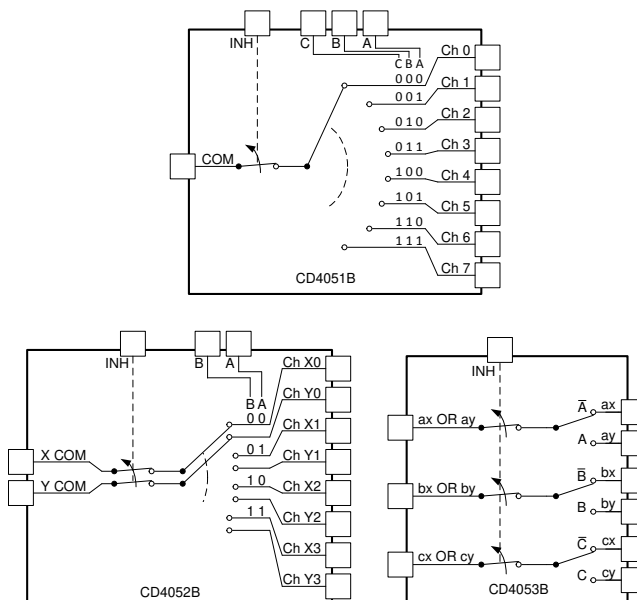 INH C B A
C B A
Ch 0
0 0 0
Ch 1
0 0 1
Ch 2
0 1 0
Ch 3
0 1 1
COM
Ch 4
1 0 0
Ch 5
1 0 1
Ch 6
1 1 0
Ch 7
1 1 1
CD4051B
INH B A
B A
Ch X0
0 0
Ch Y0
Ch X1
0 1
X COM
Ch Y1
Y COM
1 0
Ch X2
Ch Y2
1 1
Ch X3
Ch Y3
CD4052B
INH
A̅ ax
ax OR ay
A ay
B̅ bx
bx OR by
B by
C̅ cx
cx OR cy
C cy
CD4053B